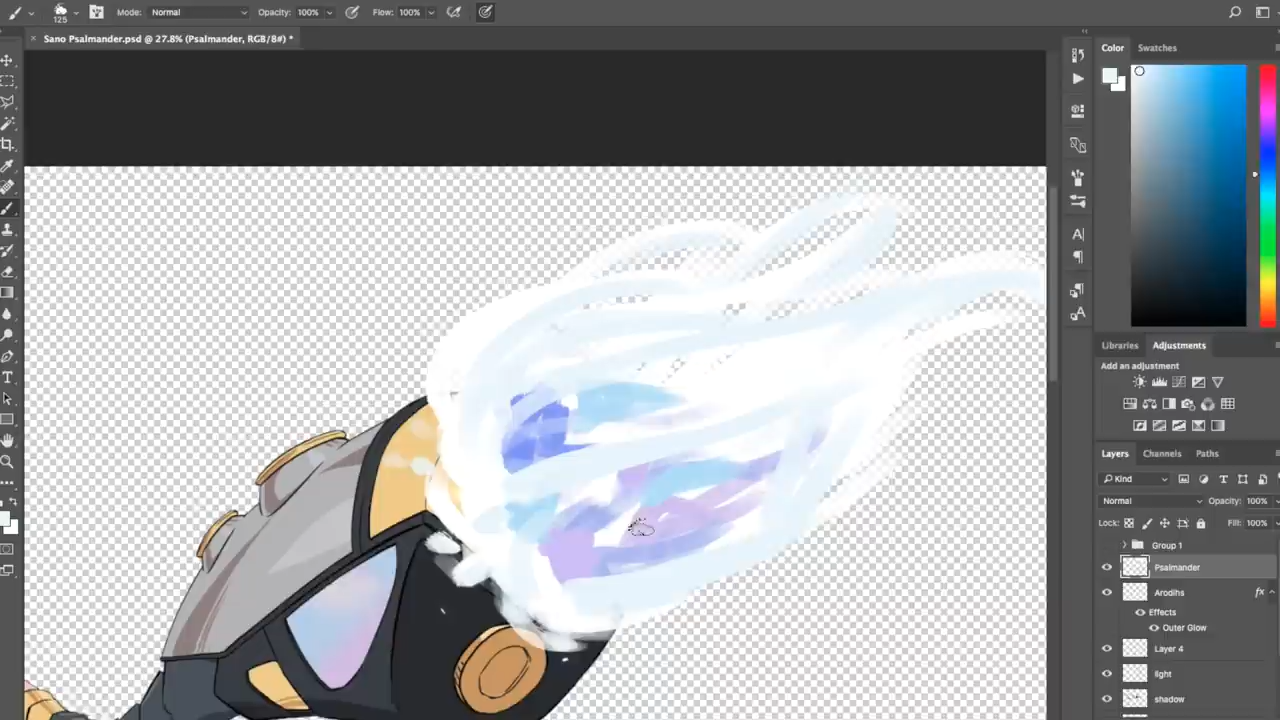 125
Mode: Normal
Opacity: 100%
Flow: 100%
Sano Psalmander.psd @ 27.8% (Psalmander, RGB/8#) *
Color
Swatches
Libraries
Adjustments
Add an adjustment
Layers
Channels
Paths
Kind
Normal
Opacity: 100%
Lock:
Fill: 100%
Group 1
Psalmander
Arodihs
fx
Effects
Outer Glow
Layer 4
light
shadow